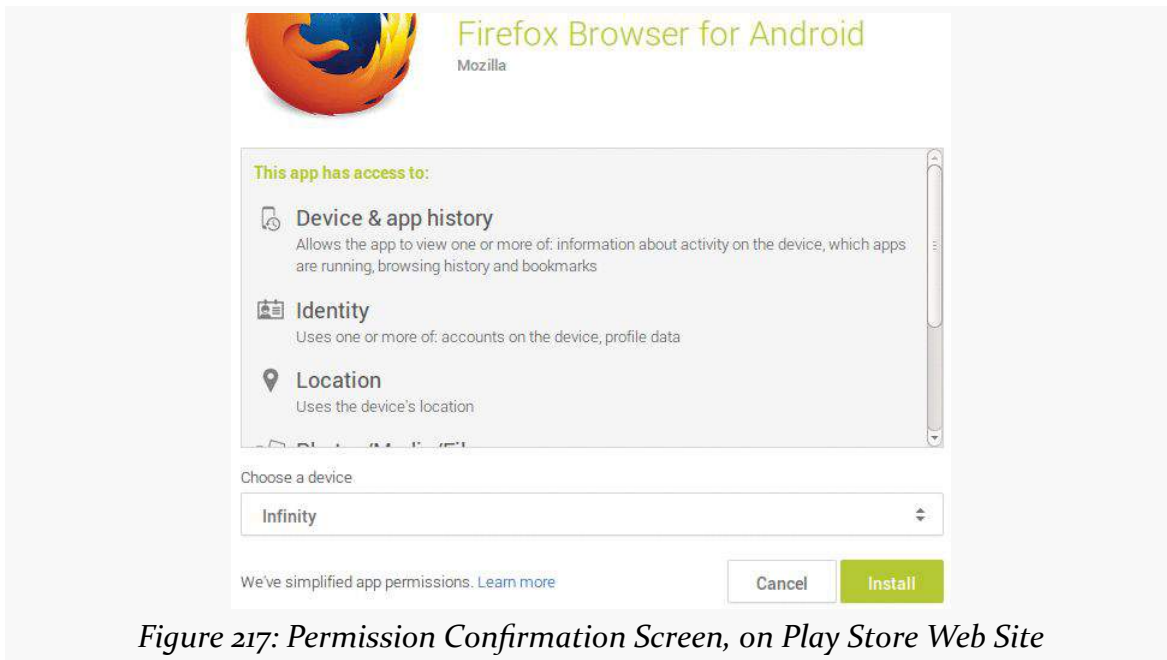 Firefox Browser for Android
Mozilla
This app has access to:
Device & app history
Allows the app to view one or more of: information about activity on the device, which apps
are running, browsing history and bookmarks
Identity
Uses one or more of: accounts on the device, profile data
Location
Uses the device's location
Choose a device
Infinity
We've simplified app permissions. Learn more
Cancel
Install
Figure 217: Permission Confirmation Screen, on Play Store Web Site